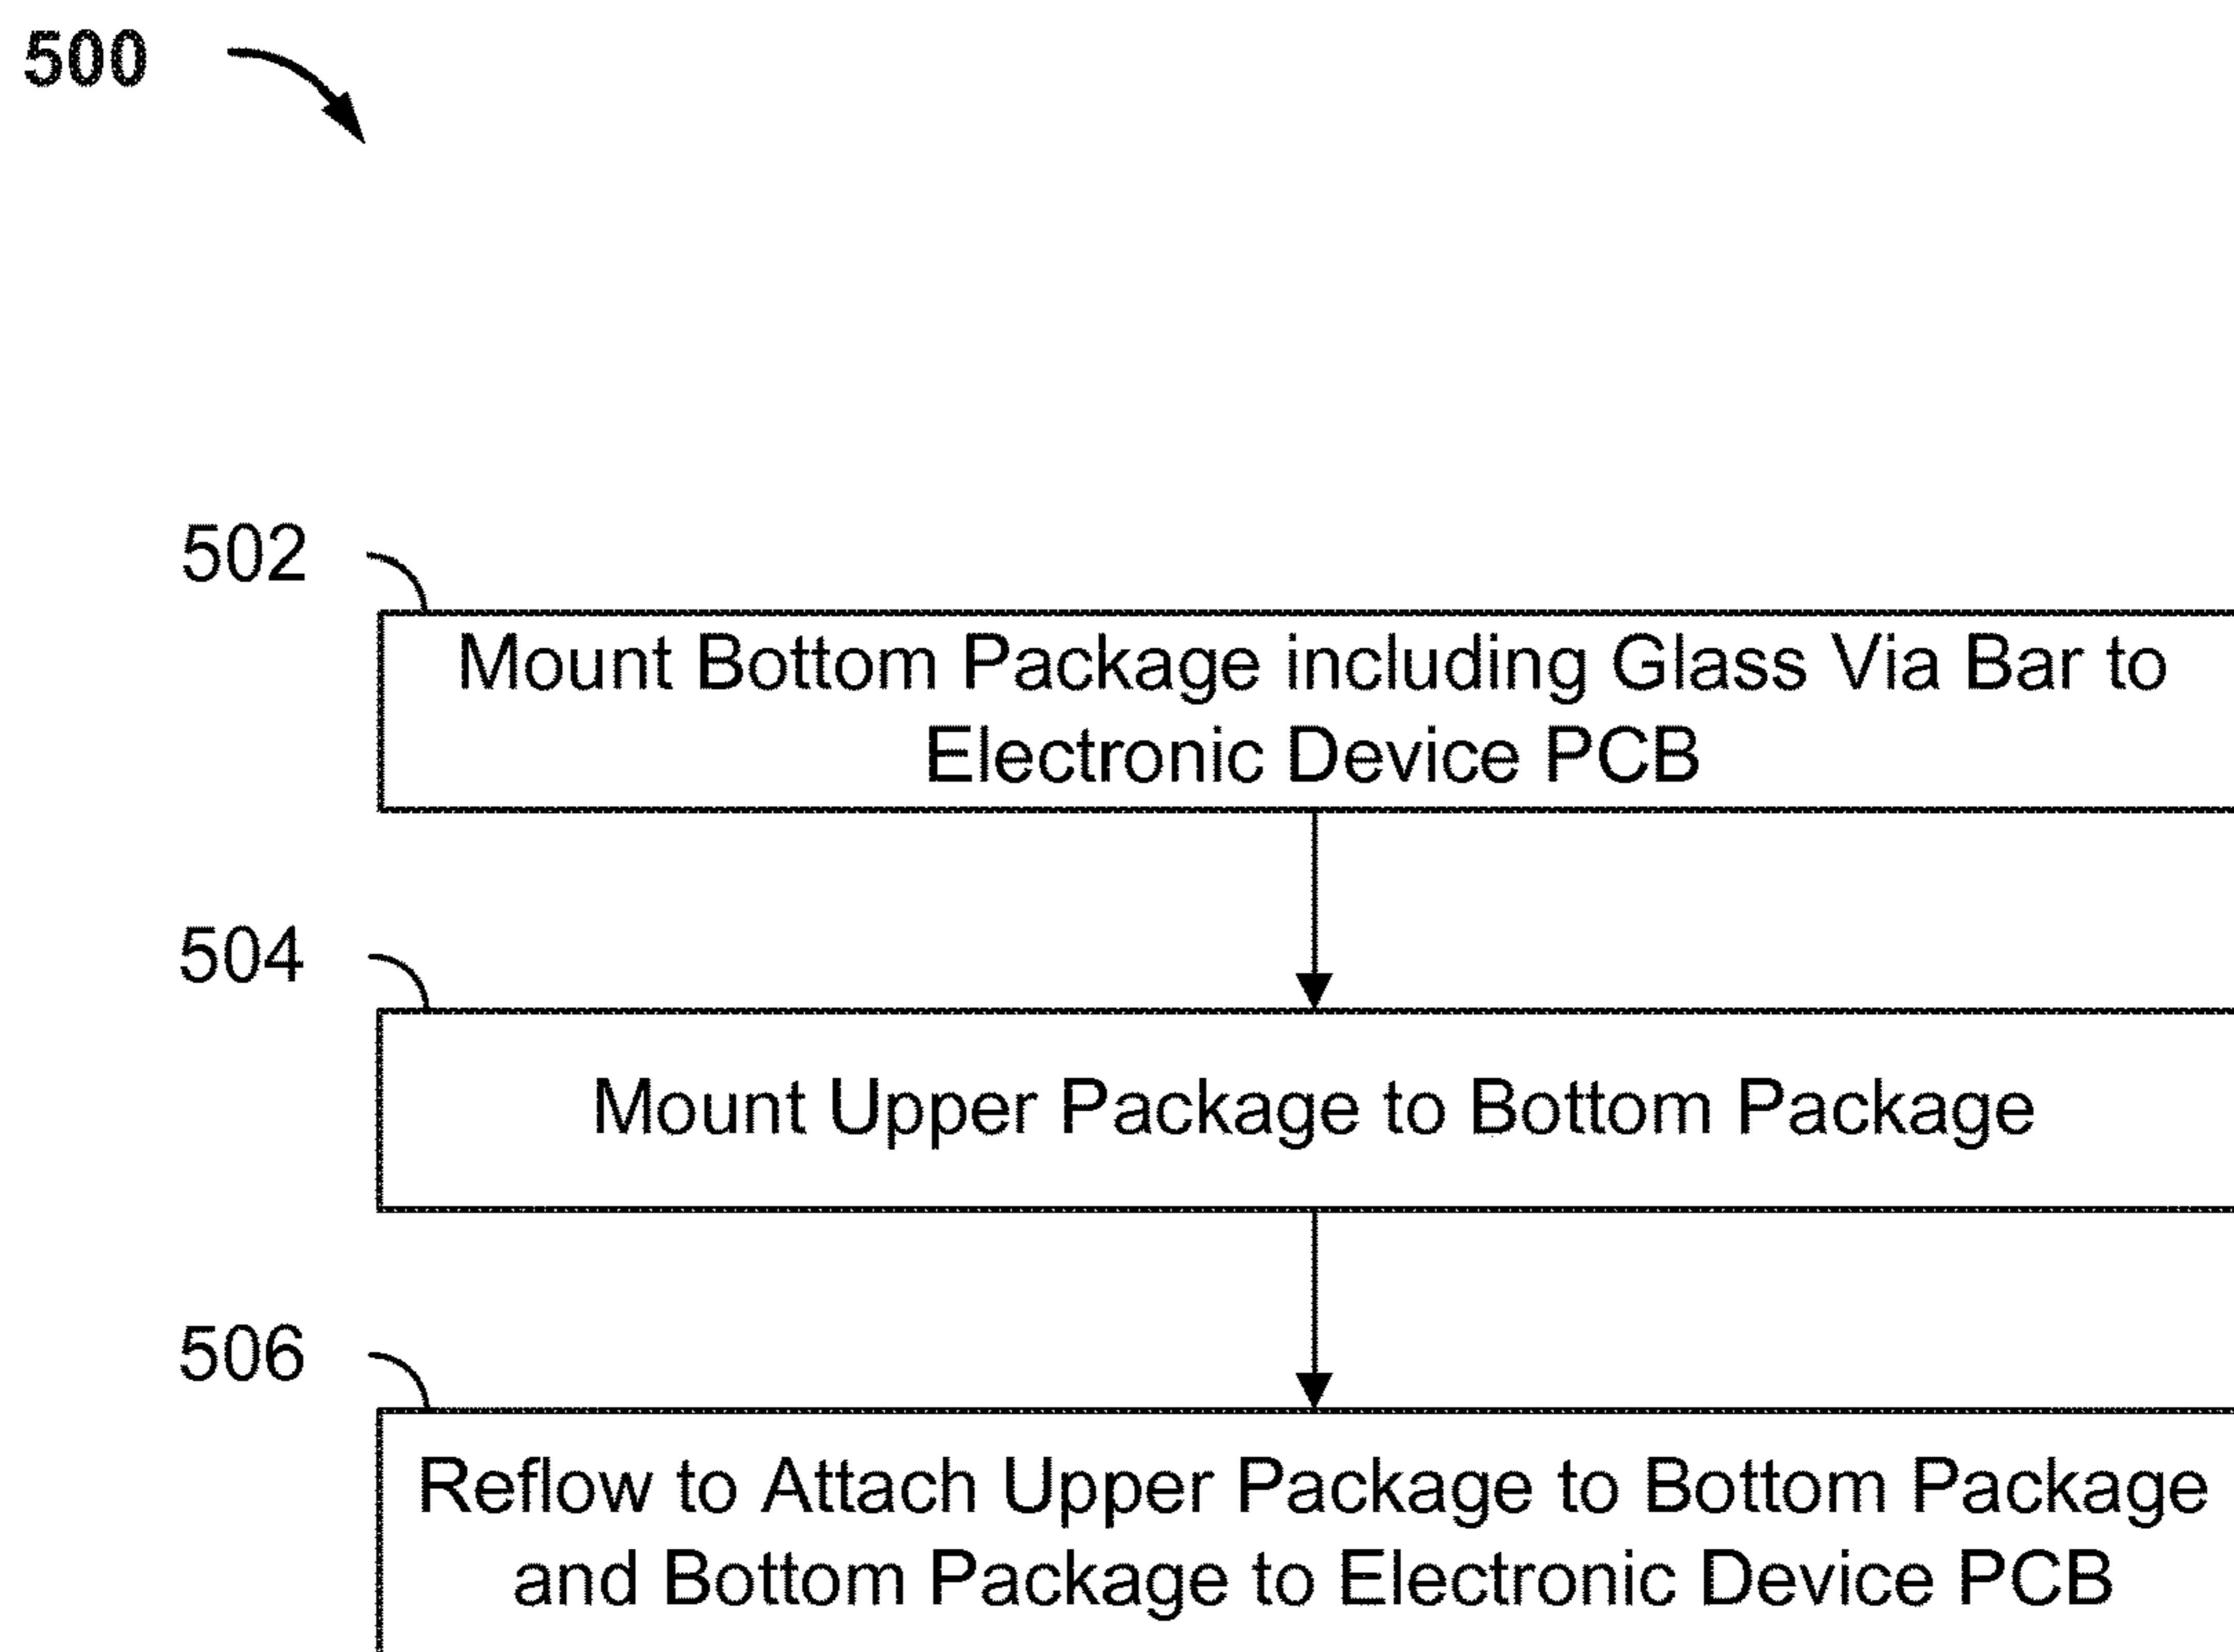 500
502
Mount Bottom Package including Glass Via Bar to
Electronic Device PCB
504
Mount Upper Package to Bottom Package
506
Reflow to Attach Upper Package to Bottom Package
and Bottom Package to Electronic Device PCB